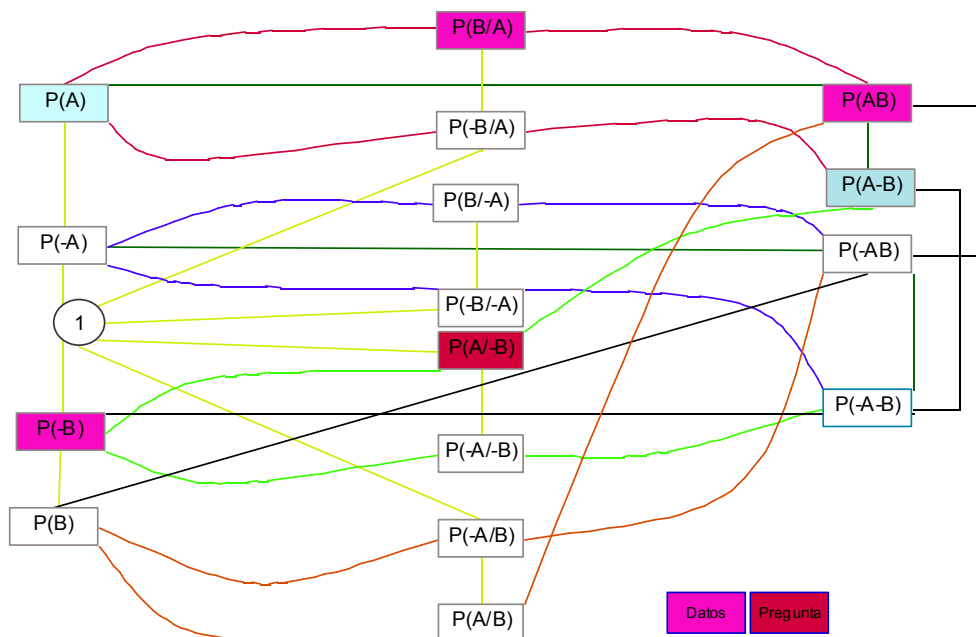 P(B/A)
P(A)
P(AB)
P(-B/A)
P(A-B)
P(B/-A)
P(-A)
P(-AB)
P(-B/-A)
1
P(A/-B)
P(-A-B)
P(-B)
P(-A/-B)
P(B)
P(-A/B)
P(A/B)
Datos
Pregunta